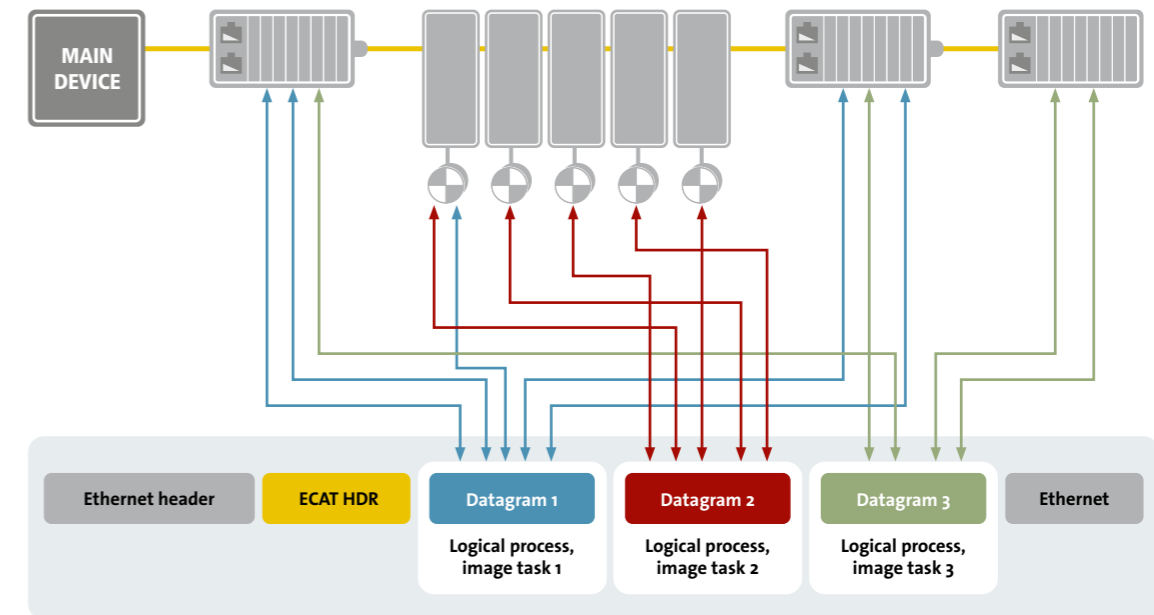 MAIN
DEVICE
Ethernet header
ECAT HDR
Datagram 1
Datagram 2
Datagram 3
Ethernet
Logical process,
image task 1
Logical process,
image task 2
Logical process,
image task 3